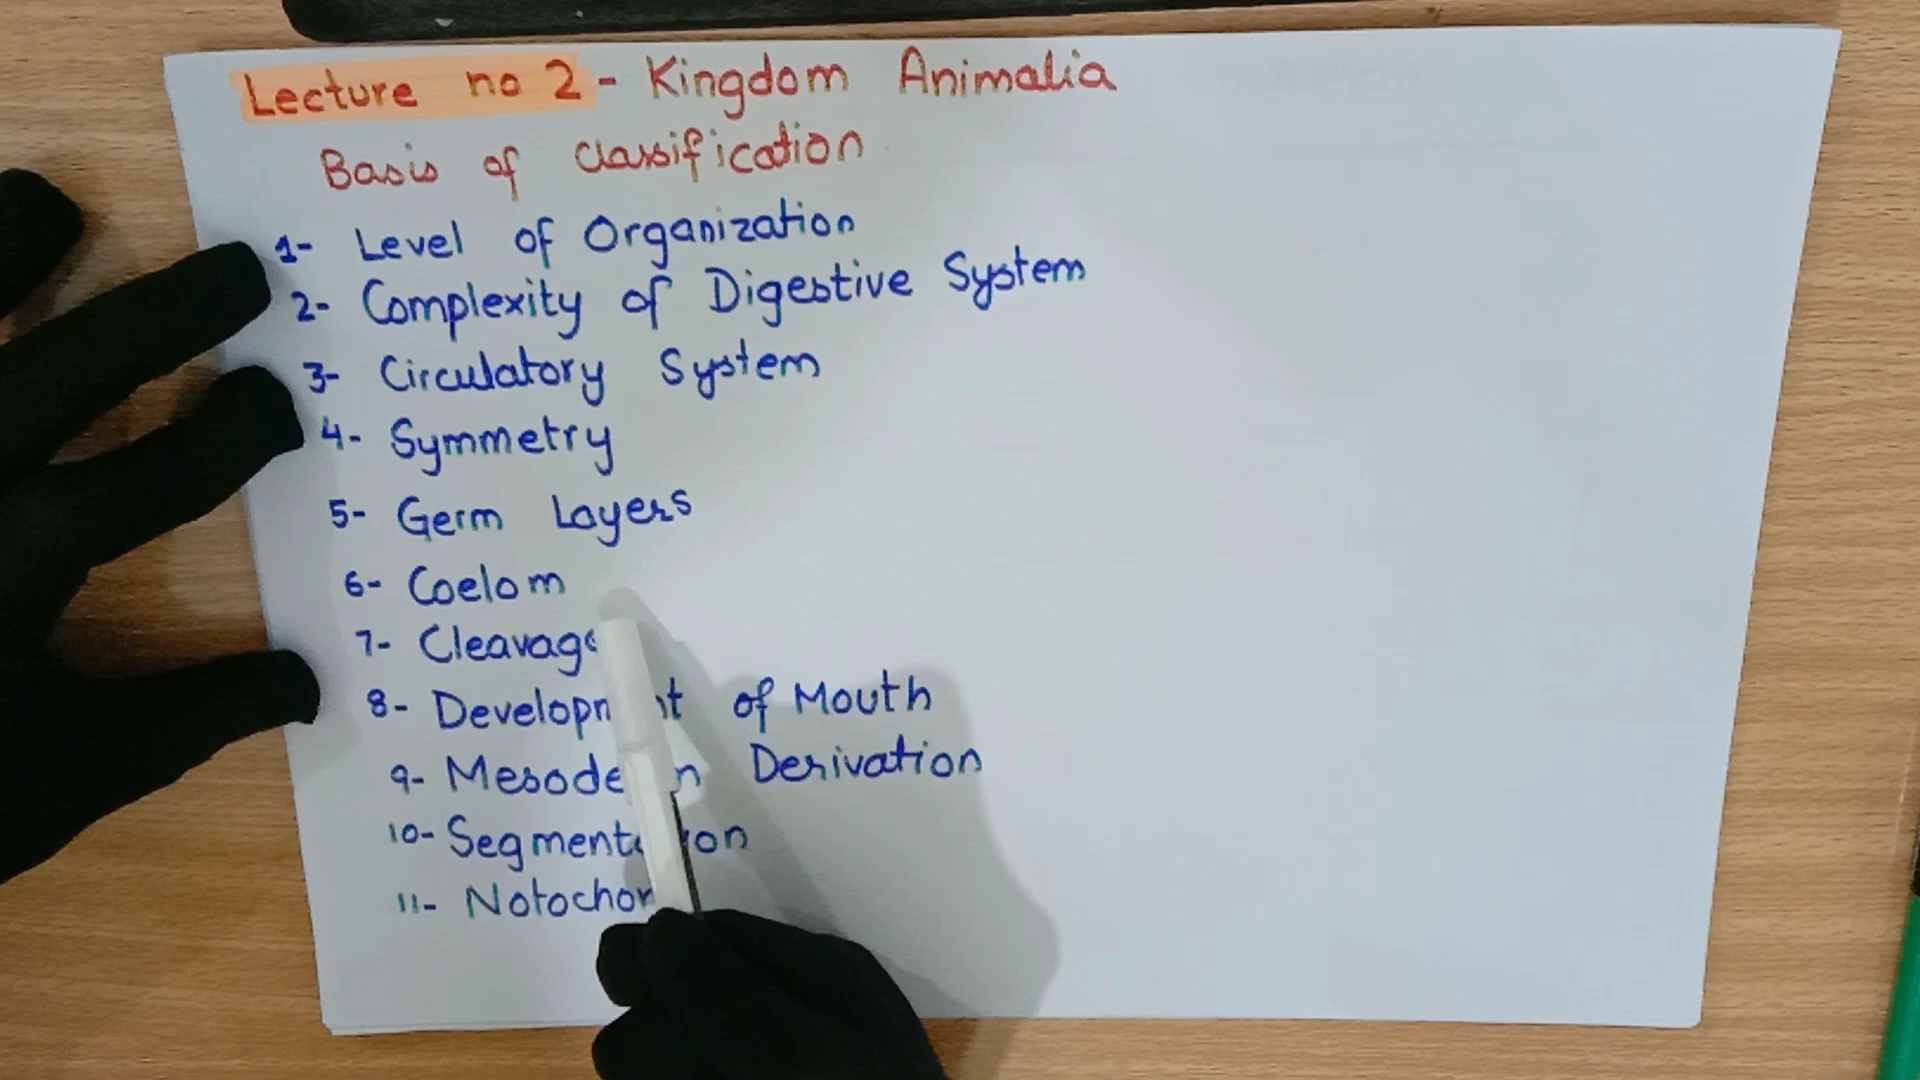 Lecture no 2 - Kingdom Animalia
Basis of classification
1- Level of Organization
2- Complexity of Digestive System
3- Circulatory System
4- Symmetry
5- Germ Layers
6- Coelom
7- Cleavage
8- of Mouth
9- Derivation
10-
11-